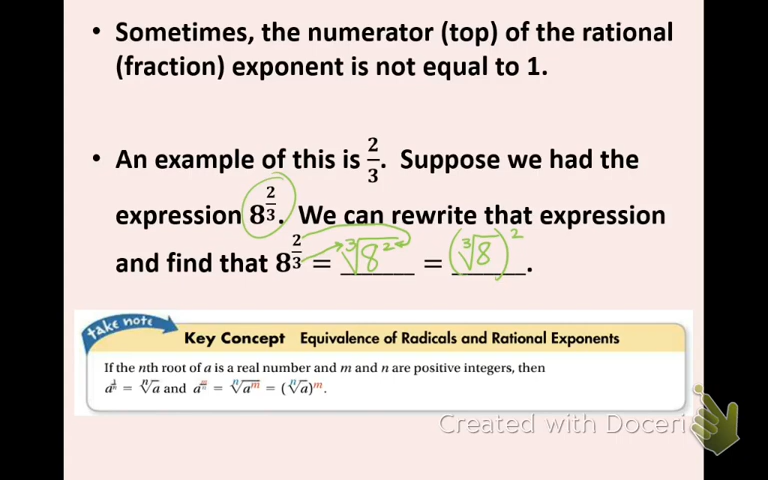 • Sometimes, the numerator (top) of the rational
(fraction) exponent is not equal to 1.
• An example of this is 2/3. Suppose we had the
expression 8^(2/3). We can rewrite that expression
and find that 8^(2/3) = ∛(8²) = (∛8)².
take note
Key Concept Equivalence of Radicals and Rational Exponents
If the nth root of a is a real number and m and n are positive integers, then
a^(1/n) = ⁿ√a and a^(m/n) = ⁿ√(a^m) = (ⁿ√a)^m.
Created with Doceri